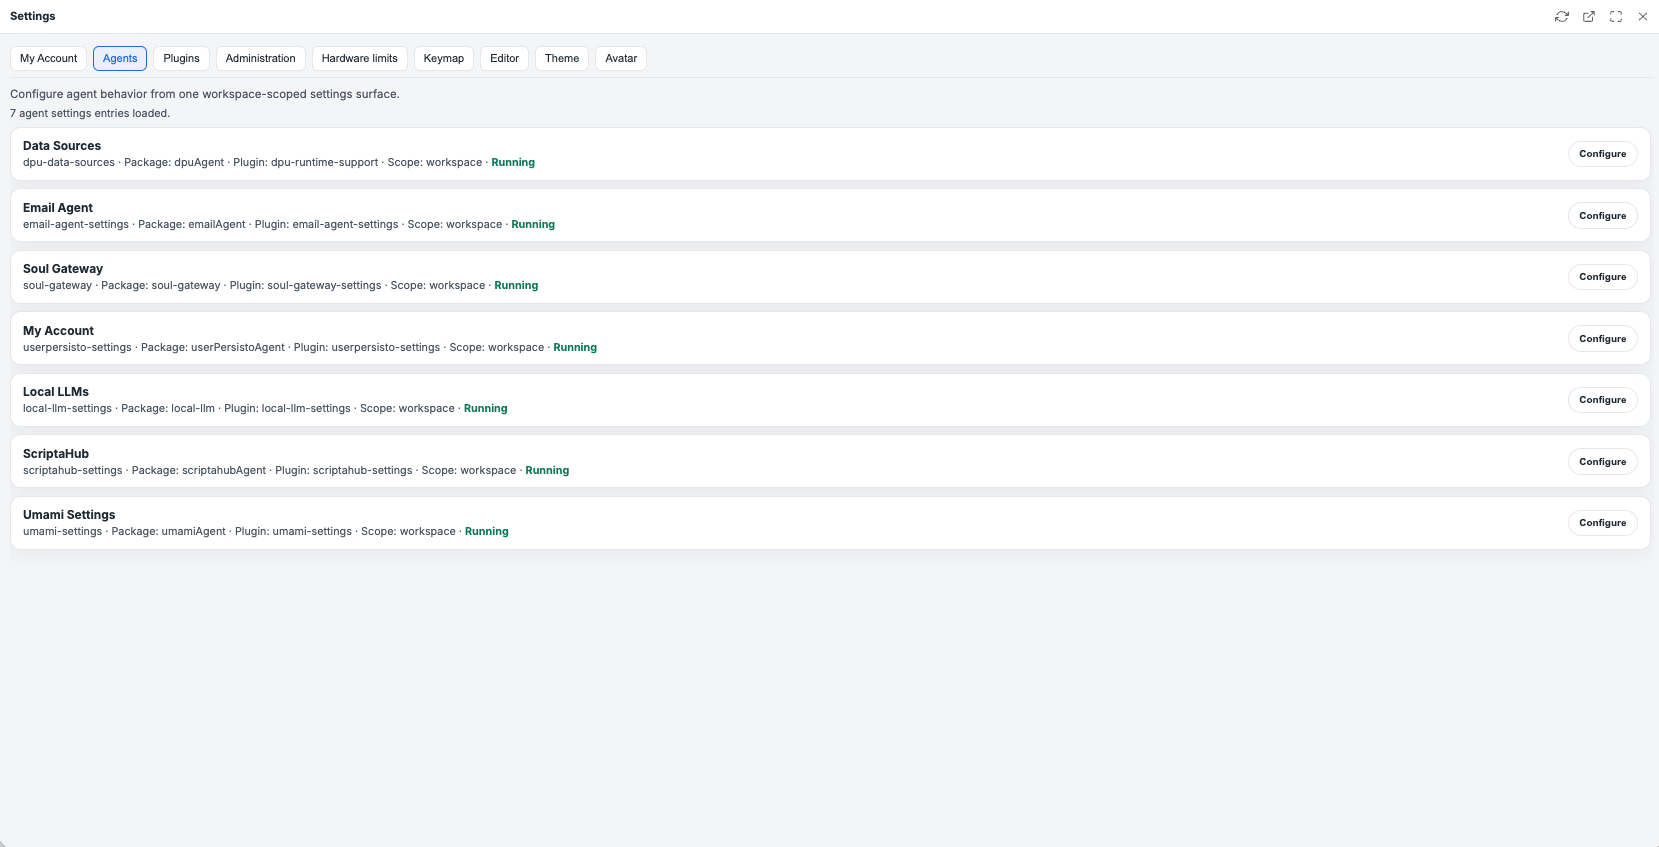 Settings
My Account
Agents
Plugins
Administration
Hardware limits
Keymap
Editor
Theme
Avatar
Configure agent behavior from one workspace-scoped settings surface.
7 agent settings entries loaded.
Data Sources
dpu-data-sources · Package: dpuAgent · Plugin: dpu-runtime-support · Scope: workspace · Running
Configure
Email Agent
email-agent-settings · Package: emailAgent · Plugin: email-agent-settings · Scope: workspace · Running
Configure
Soul Gateway
soul-gateway · Package: soul-gateway · Plugin: soul-gateway-settings · Scope: workspace · Running
Configure
My Account
userpersisto-settings · Package: userPersistoAgent · Plugin: userpersisto-settings · Scope: workspace · Running
Configure
Local LLMs
local-llm-settings · Package: local-llm · Plugin: local-llm-settings · Scope: workspace · Running
Configure
ScriptaHub
scriptahub-settings · Package: scriptahubAgent · Plugin: scriptahub-settings · Scope: workspace · Running
Configure
Umami Settings
umami-settings · Package: umamiAgent · Plugin: umami-settings · Scope: workspace · Running
Configure